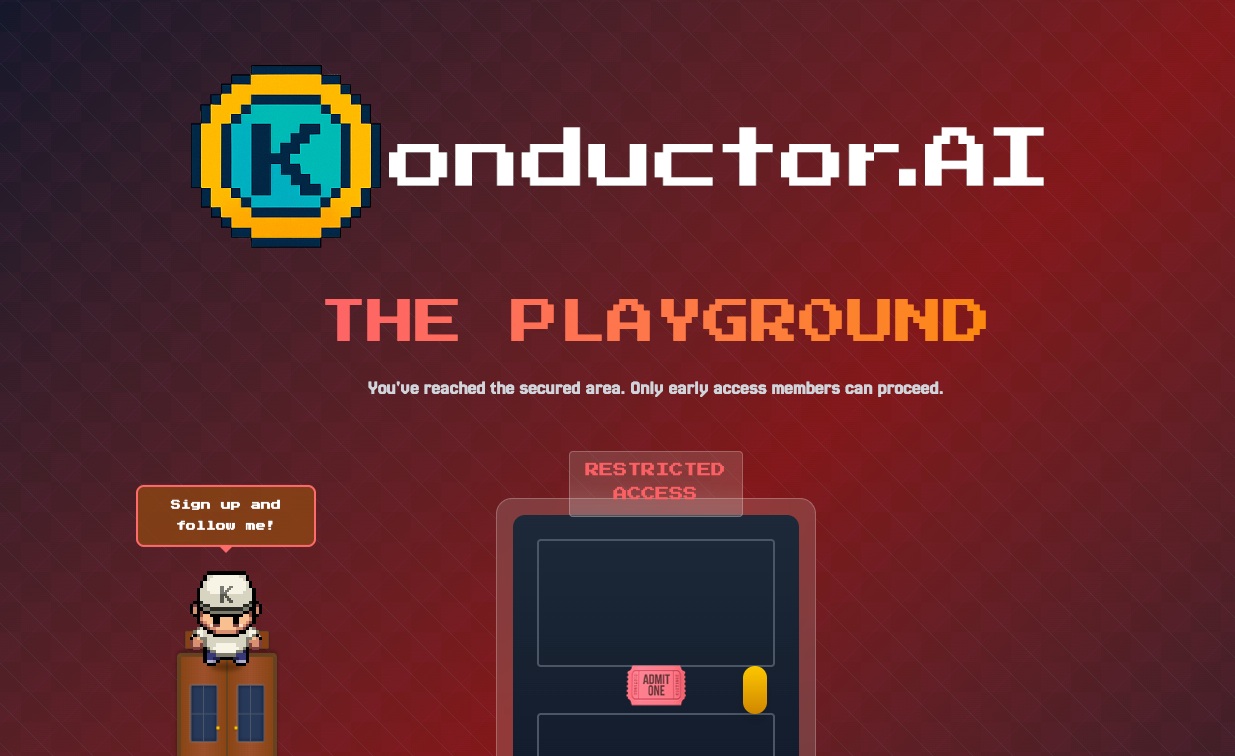 Konductor.AI
THE PLAYGROUND
You've reached the secured area. Only early access members can proceed.
RESTRICTED
ACCESS
Sign up and
follow me!
K
ADMIT
ONE